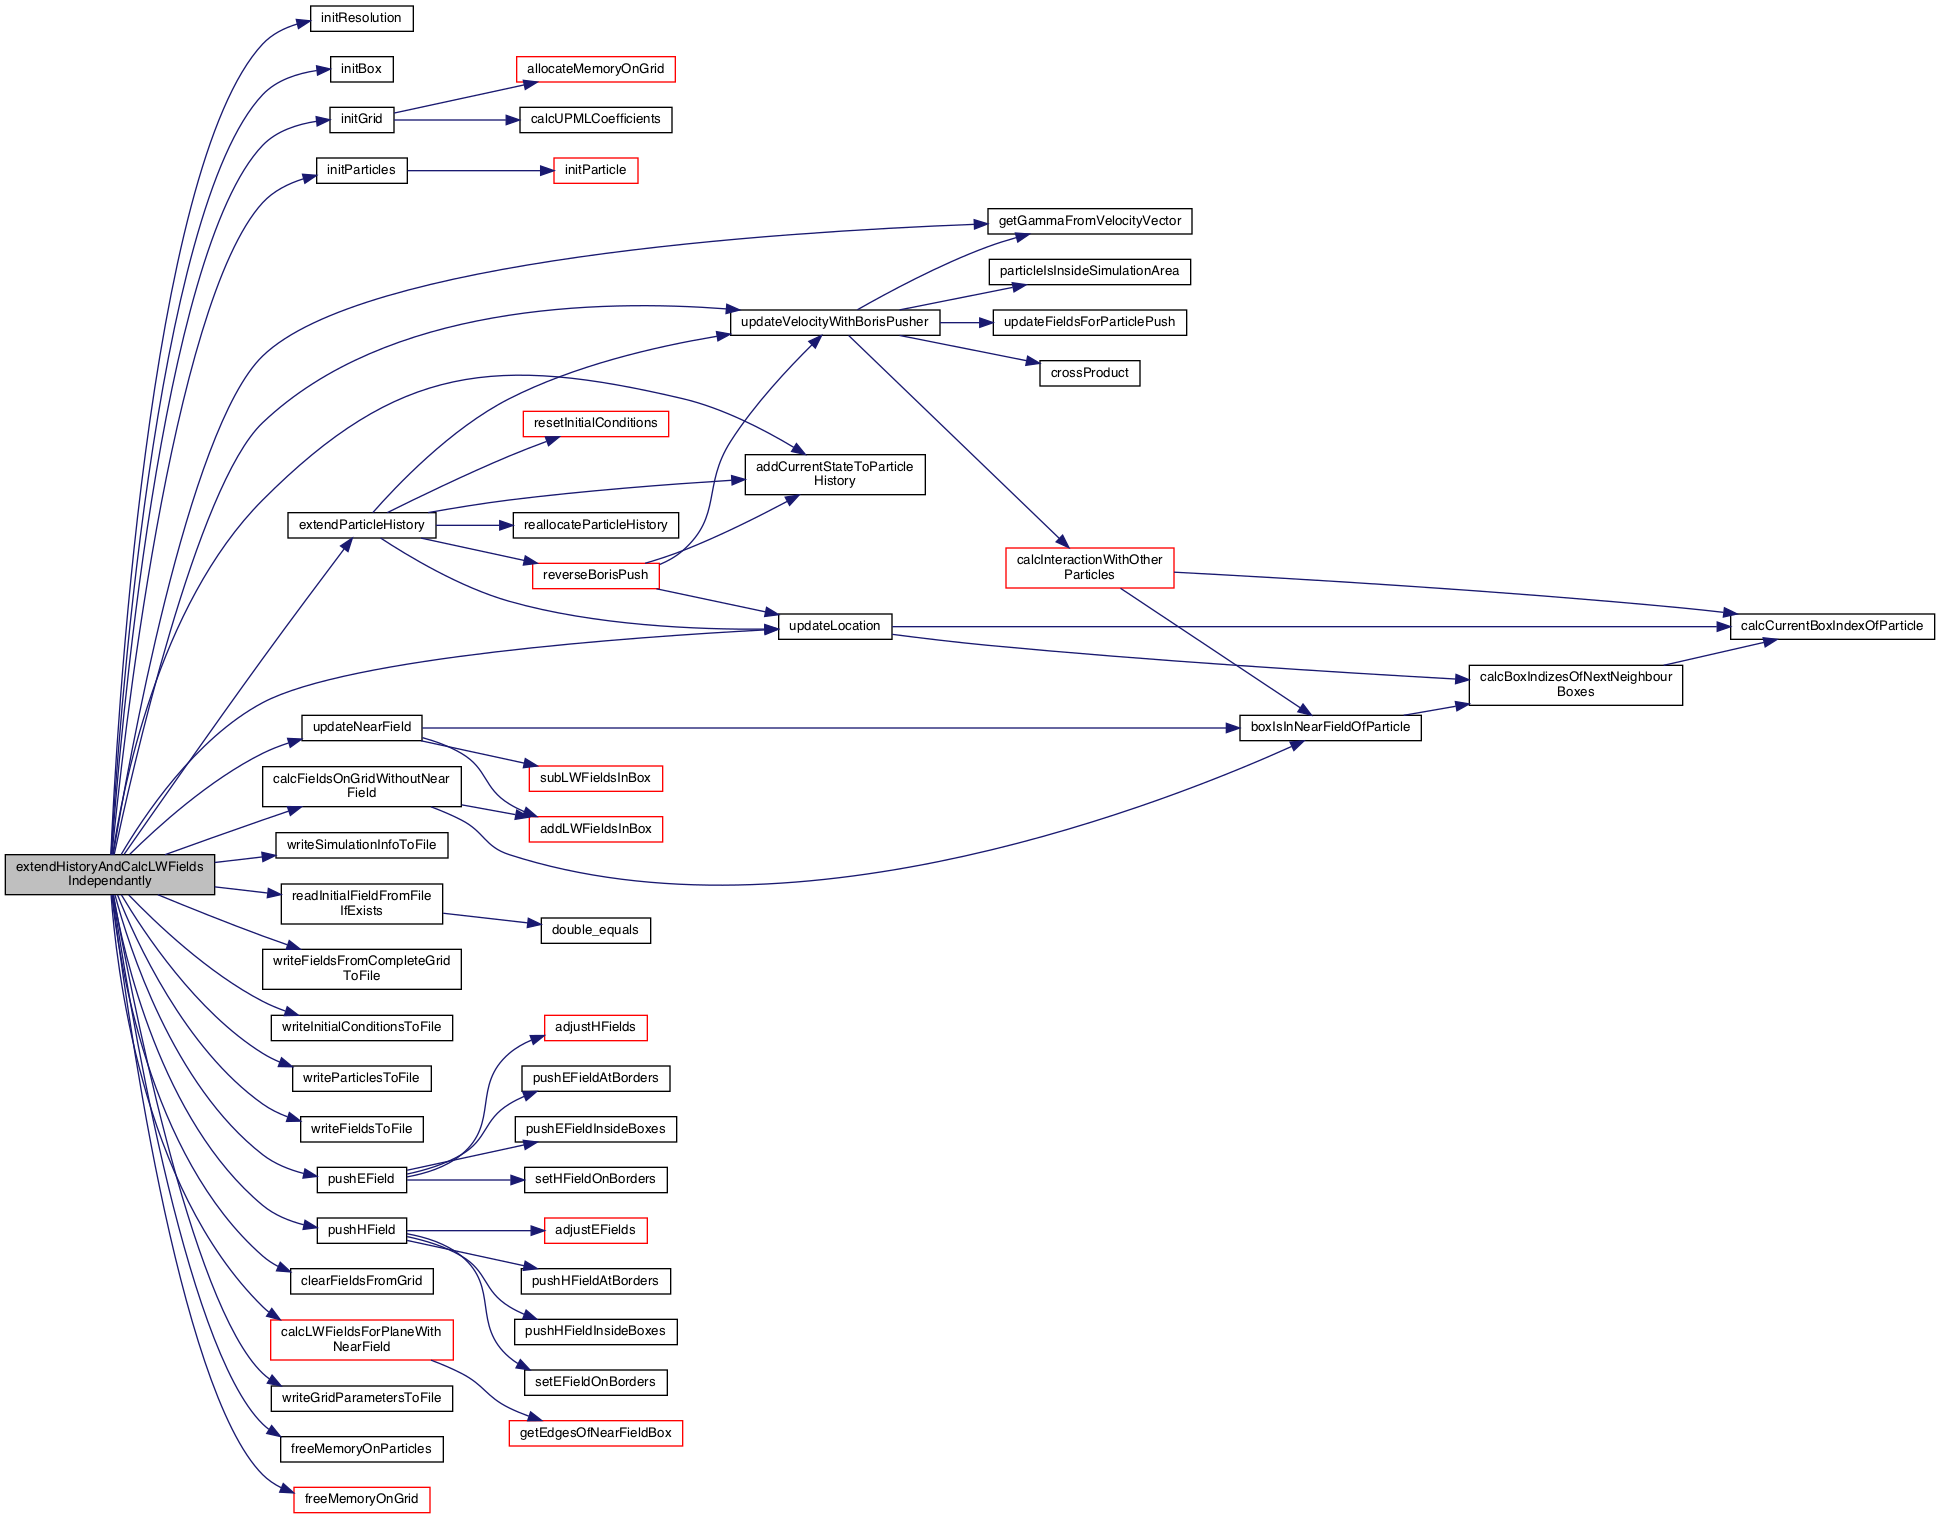 initResolution
initBox
allocateMemoryOnGrid
initGrid
calcUPMLCoefficients
initParticles
initParticle
getGammaFromVelocityVector
particleIsInsideSimulationArea
updateVelocityWithBorisPusher
updateFieldsForParticlePush
crossProduct
resetInitialConditions
addCurrentStateToParticle
History
extendParticleHistory
reallocateParticleHistory
calcInteractionWithOther
Particles
reverseBorisPush
updateLocation
calcCurrentBoxIndexOfParticle
calcBoxIndizesOfNextNeighbour
Boxes
updateNearField
boxIsInNearFieldOfParticle
calcFieldsOnGridWithoutNear
Field
subLWFieldsInBox
addLWFieldsInBox
writeSimulationInfoToFile
extendHistoryAndCalcLWFields
Independantly
readInitialFieldFromFile
IfExists
double_equals
writeFieldsFromCompleteGrid
ToFile
writeInitialConditionsToFile
adjustHFields
writeParticlesToFile
pushEFieldAtBorders
writeFieldsToFile
pushEFieldInsideBoxes
pushEField
setHFieldOnBorders
pushHField
adjustEFields
clearFieldsFromGrid
pushHFieldAtBorders
calcLWFieldsForPlaneWith
NearField
pushHFieldInsideBoxes
writeGridParametersToFile
setEFieldOnBorders
getEdgesOfNearFieldBox
freeMemoryOnParticles
freeMemoryOnGrid